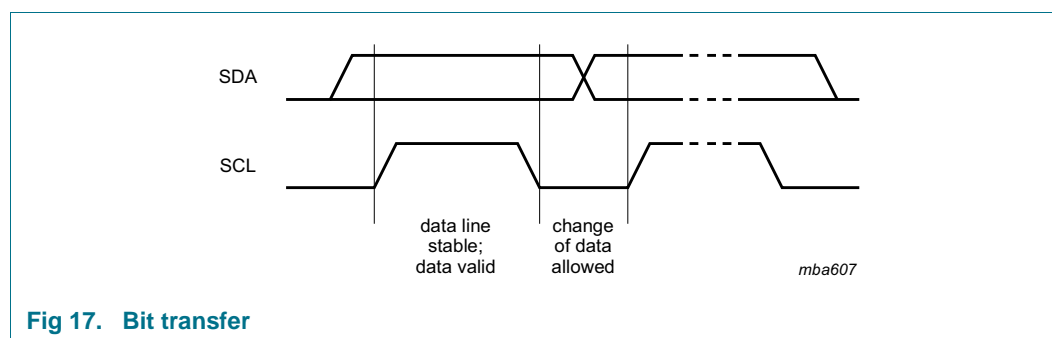 SDA
SCL
data line
stable;
data valid
change
of data
allowed
mba607
Fig 17. Bit transfer